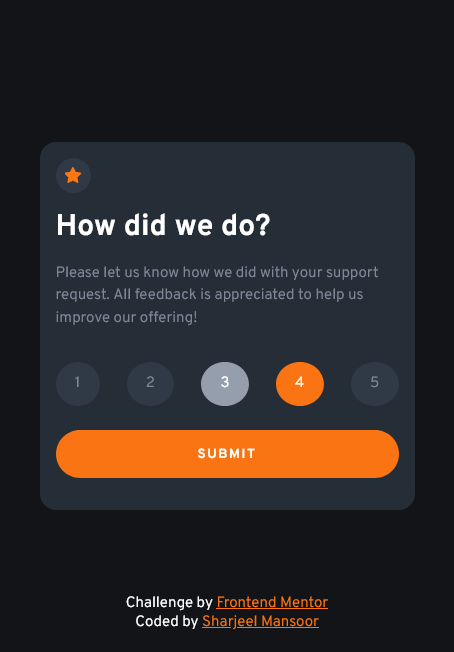 How did we do?
Please let us know how we did with your support
request. All feedback is appreciated to help us
improve our offering!
1 2 3 4 5
SUBMIT
Challenge by Frontend Mentor
Coded by Sharjeel Mansoor